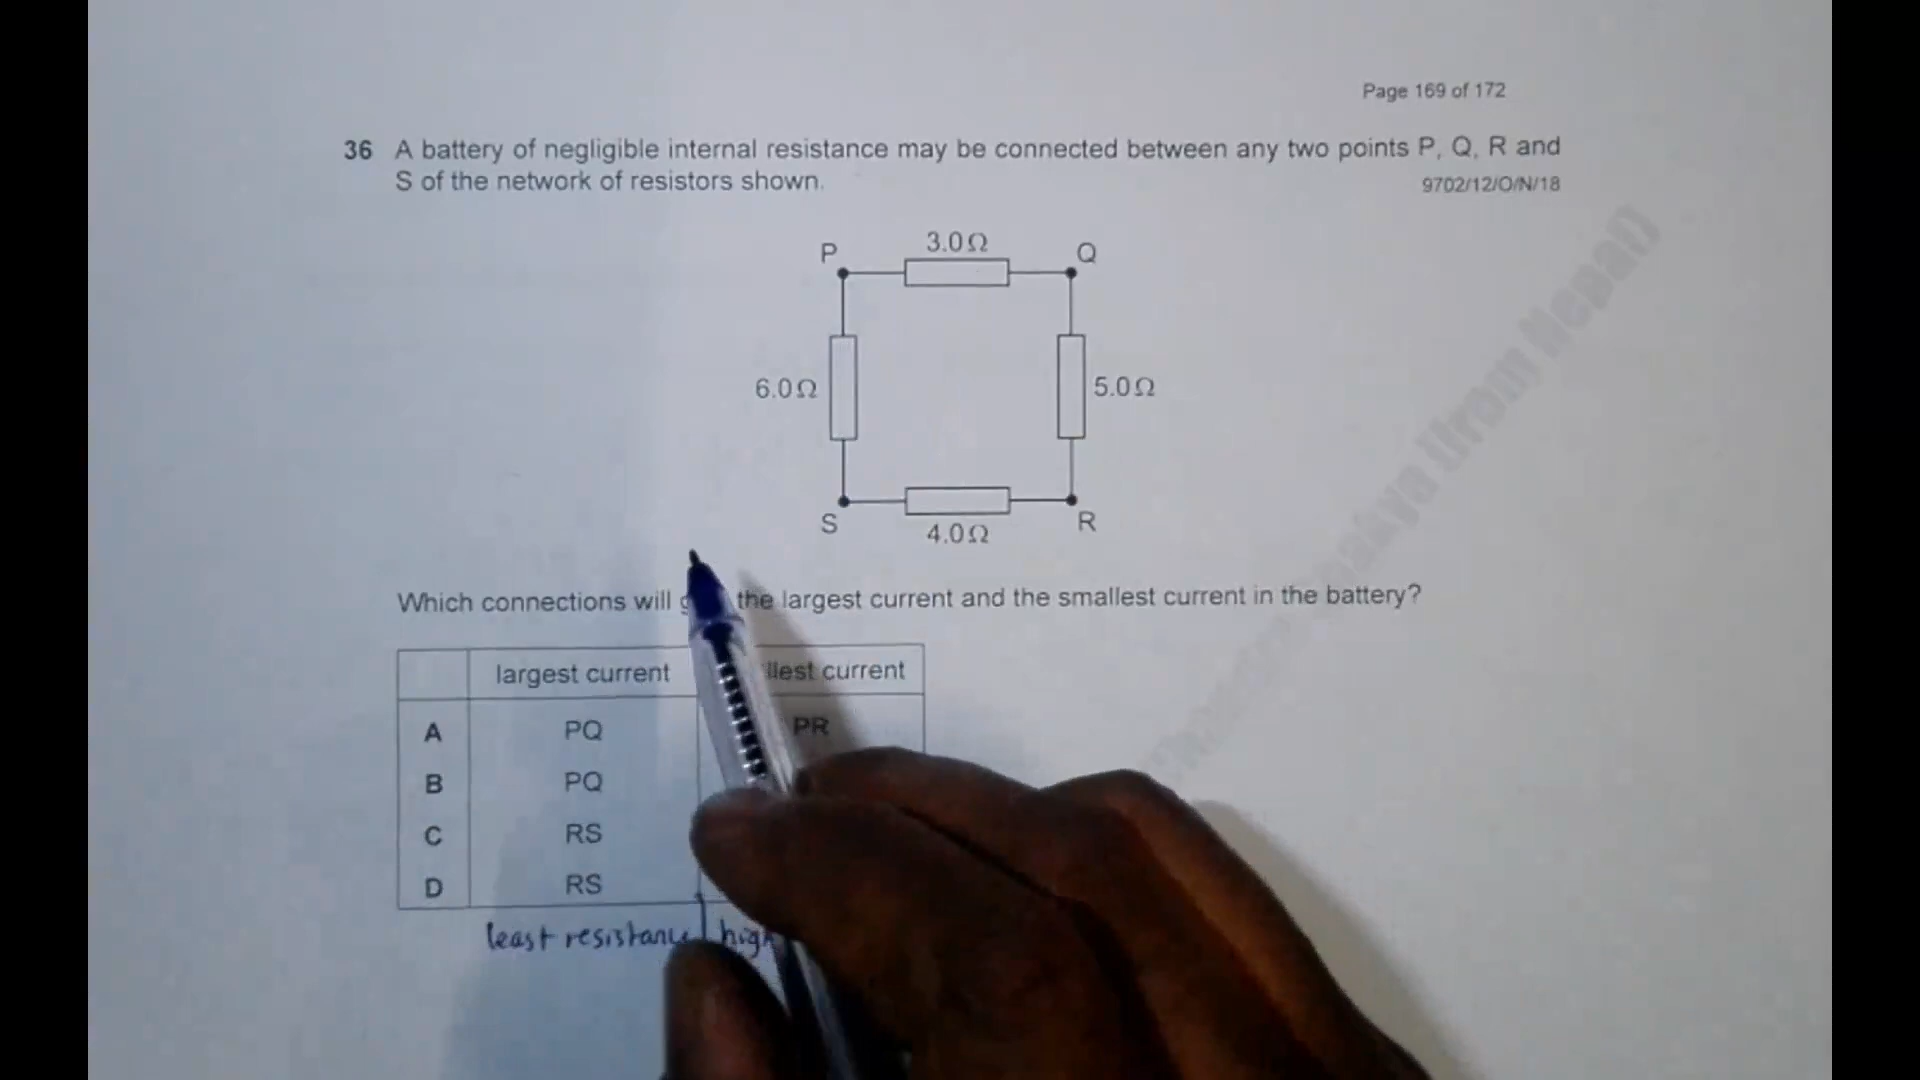 Page 169 of 172
36 A battery of negligible internal resistance may be connected between any two points P, Q, R and
S of the network of resistors shown.
9702/12/O/N/18
P
3.0Ω
Q
6.0Ω
5.0Ω
S
4.0Ω
R
Which connections will the largest current and the smallest current in the battery?
largest current
current
A PQ PR
B PQ
C RS
D RS
least resistance